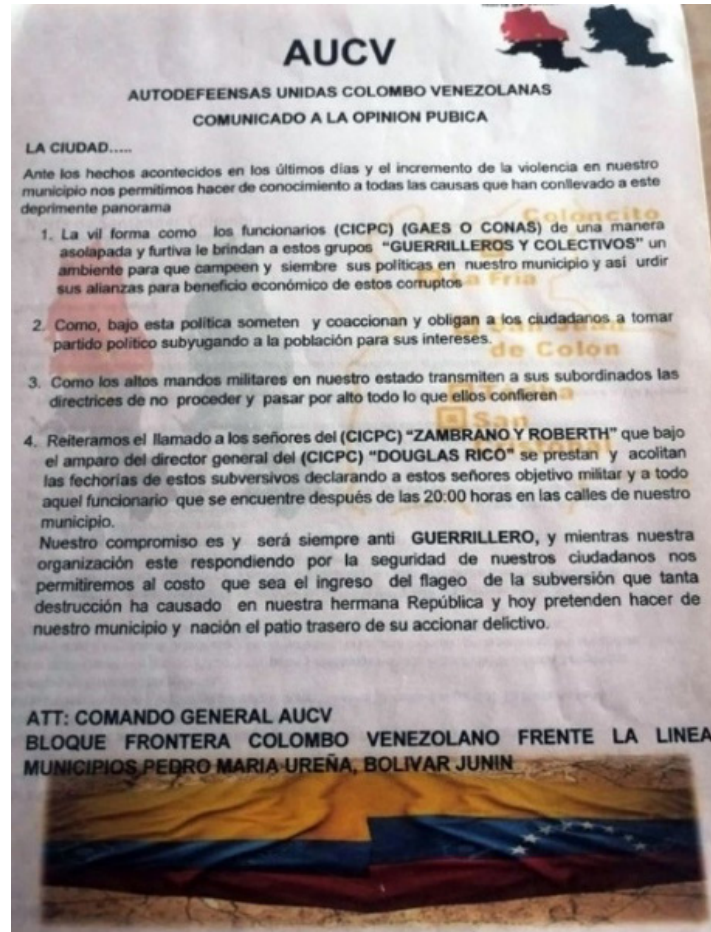 AUCV
AUTODEFEENSAS UNIDAS COLOMBO VENEZOLANAS
COMUNICADO A LA OPINION PUBICA
LA CIUDAD.....
Ante los hechos acontecidos en los últimos días y el incremento de la violencia en nuestro
municipio nos permitimos hacer de conocimiento a todas las causas que han conllevado a este
deprimente panorama
1. La vil forma como los funcionarios (CICPC) (GAES O CONAS) de una manera
asolapada y furtiva le brindan a estos grupos “GUERRILLEROS Y COLECTIVOS” un
ambiente para que campeen y siembre sus políticas en nuestro municipio y así urdir
sus alianzas para beneficio económico de estos corruptos
2. Como, bajo esta política someten y coaccionan y obligan a los ciudadanos a tomar
partido político subyugando a la población para sus intereses.
3. Como los altos mandos militares en nuestro estado transmiten a sus subordinados las
directrices de no proceder y pasar por alto todo lo que ellos confieren
4. Reiteramos el llamado a los señores del (CICPC) “ZAMBRANO Y ROBERTH” que bajo
el amparo del director general del (CICPC) “DOUGLAS RICO” se prestan y acolitan
las fechorías de estos subversivos declarando a estos señores objetivo militar y a todo
aquel funcionario que se encuentre después de las 20:00 horas en las calles de nuestro
municipio.
Nuestro compromiso es y será siempre anti GUERRILLERO, y mientras nuestra
organización este respondiendo por la seguridad de nuestros ciudadanos nos
permitiremos al costo que sea el ingreso del flageo de la subversión que tanta
destrucción ha causado en nuestra hermana República y hoy pretenden hacer de
nuestro municipio y nación el patio trasero de su accionar delictivo.
ATT: COMANDO GENERAL AUCV
BLOQUE FRONTERA COLOMBO VENEZOLANO FRENTE LA LINEA
MUNICIPIOS PEDRO MARIA UREÑA, BOLIVAR JUNIN
Coloncito
La Fría
de Colón
San